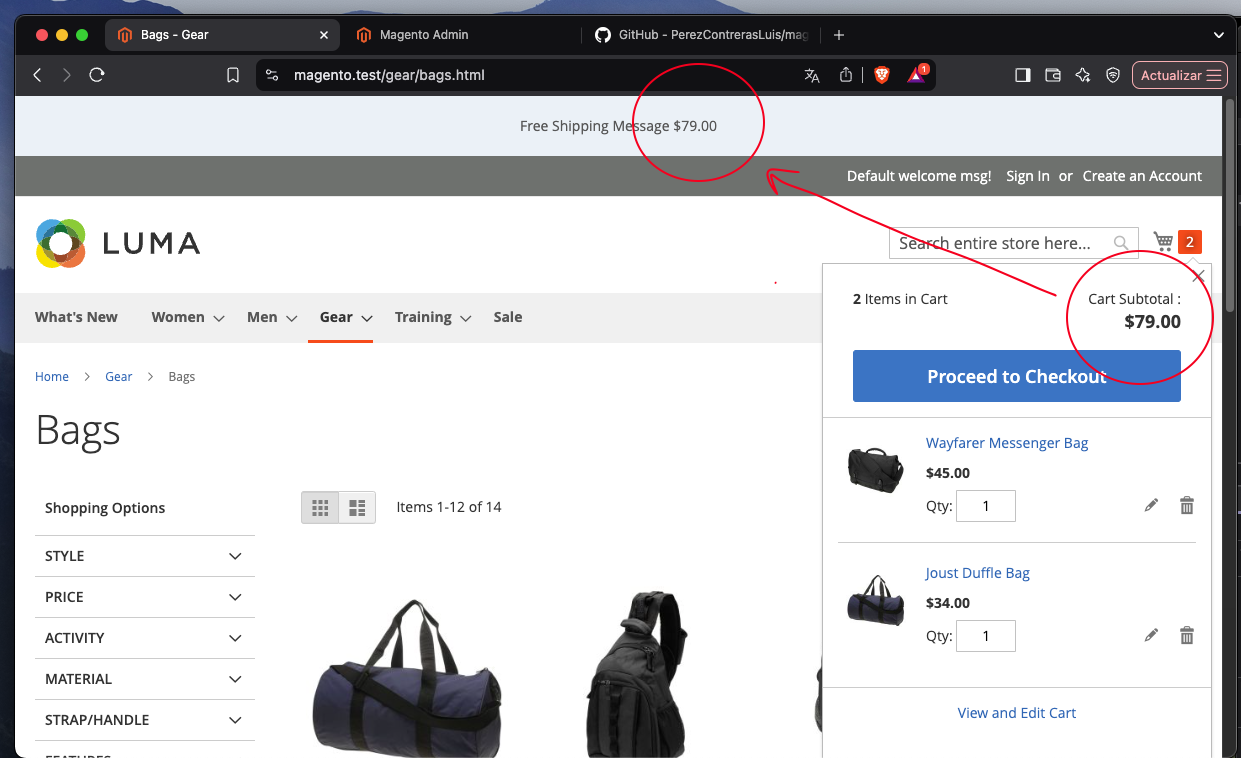 Bags - Gear
Magento Admin
GitHub - PerezContrerasLuis/mag
magento.test/gear/bags.html
1
Actualizar
Free Shipping Message $79.00
Default welcome msg! Sign In or Create an Account
LUMA
Search entire store here...
2
What's New Women Men Gear Training Sale
2 Items in Cart
Cart Subtotal :
$79.00
Proceed to Checkout
Wayfarer Messenger Bag
$45.00
Qty: 1
Joust Duffle Bag
$34.00
Qty: 1
View and Edit Cart
Home > Gear > Bags
Bags
Shopping Options
Items 1-12 of 14
STYLE
PRICE
ACTIVITY
MATERIAL
STRAP/HANDLE
FEATURES